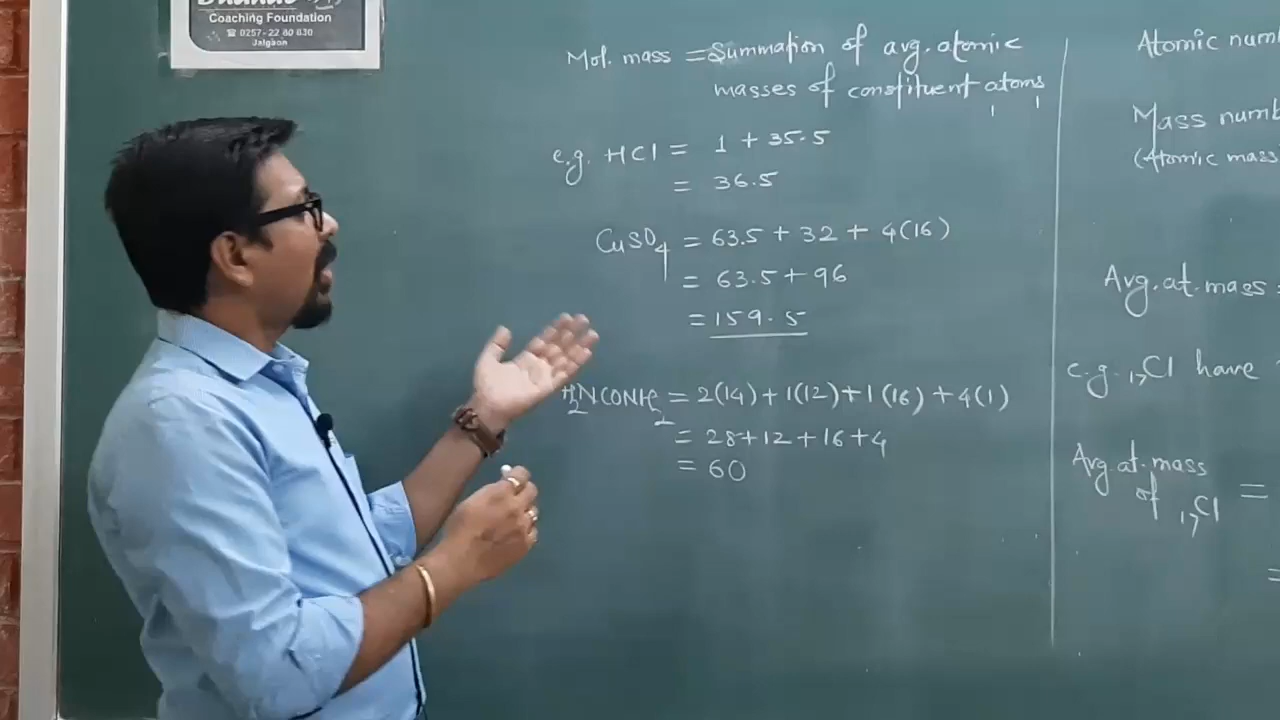 Coaching Foundation
☎ 0257-22 80 830
Jalgaon
Mol. mass = Summation of avg. atomic
masses of constituent atoms
e.g. HCl = 1 + 35.5
= 36.5
CuSO4 = 63.5 + 32 + 4(16)
= 63.5 + 96
= 159.5
H2NCONH2 = 2(14) + 1(12) + 1(16) + 4(1)
= 28+12 + 16+4
= 60
Atomic
Mass
(Atomic mass
Avg. at. mass =
e.g. 17Cl have
Avg. at. mass
of 17Cl =
=